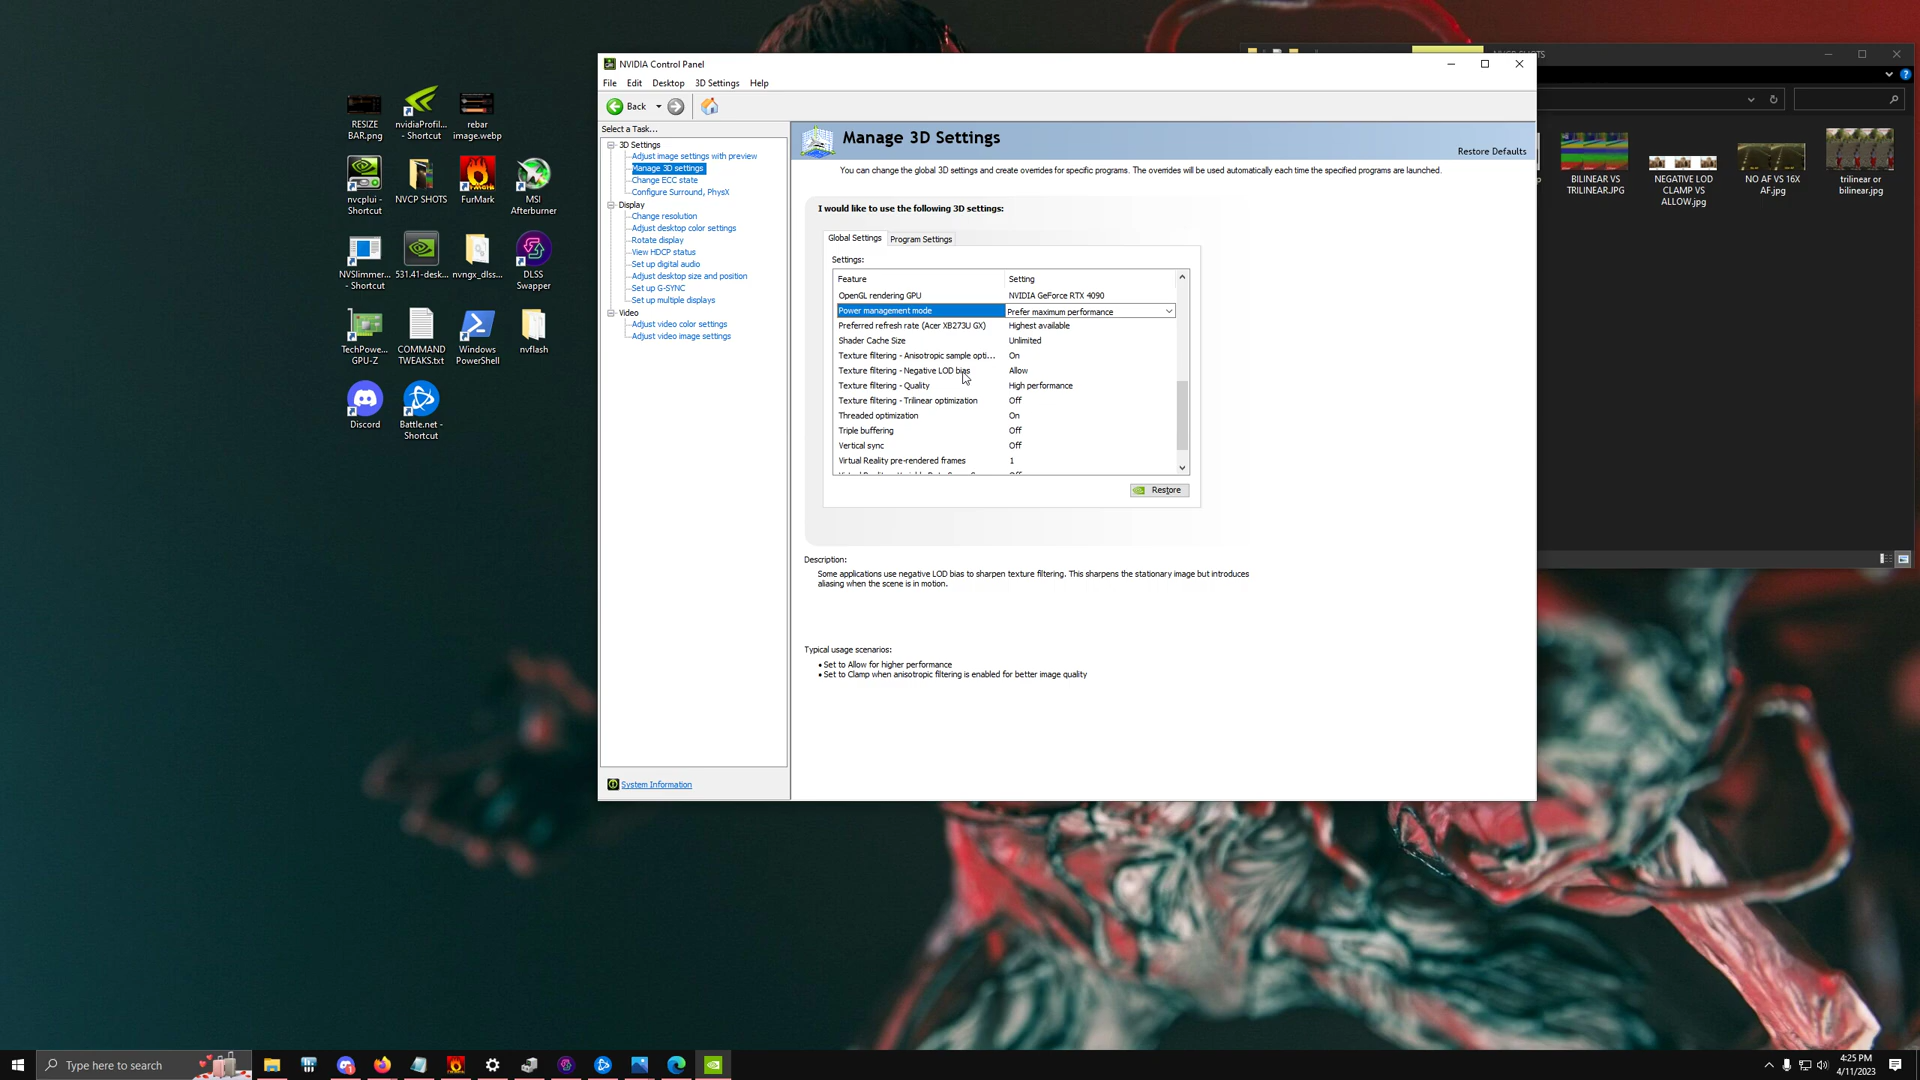 NVIDIA Control Panel
File Edit Desktop 3D Settings Help
Back
Select a Task...
3D Settings
Adjust image settings with preview
Manage 3D settings
Change ECC state
Configure Surround, PhysX
Display
Change resolution
Adjust desktop color settings
Rotate display
View HDCP status
Set up digital audio
Adjust desktop size and position
Set up G-SYNC
Set up multiple displays
Video
Adjust video color settings
Adjust video image settings
System Information
Manage 3D Settings
Restore Defaults
You can change the global 3D settings and create overrides for specific programs. The overrides will be used automatically each time the specified programs are launched.
I would like to use the following 3D settings:
Global Settings Program Settings
Settings:
Feature Setting
OpenGL rendering GPU NVIDIA GeForce RTX 4090
Power management mode Prefer maximum performance
Preferred refresh rate (Acer XB273U GX) Highest available
Shader Cache Size Unlimited
Texture filtering - Anisotropic sample opti... On
Texture filtering - Negative LOD bias Allow
Texture filtering - Quality High performance
Texture filtering - Trilinear optimization Off
Threaded optimization On
Triple buffering Off
Vertical sync Off
Virtual Reality pre-rendered frames 1
Restore
Description:
Some applications use negative LOD bias to sharpen texture filtering. This sharpens the stationary image but introduces
aliasing when the scene is in motion.
Typical usage scenarios:
• Set to Allow for higher performance
• Set to Clamp when anisotropic filtering is enabled for better image quality
RESIZE
BAR.png
nvidiaProfil...
- Shortcut
rebar
image.webp
nvcplui -
Shortcut
NVCP SHOTS
FurMark
MSI
Afterburner
NVSlimmer...
- Shortcut
531.41-desk...
nvngx_dlss...
DLSS
Swapper
TechPowe...
GPU-Z
COMMAND
TWEAKS.txt
Windows
PowerShell
nvflash
Discord
Battle.net -
Shortcut
BILINEAR VS
TRILINEAR.JPG
NEGATIVE LOD
CLAMP VS
ALLOW.jpg
NO AF VS 16X
AF.jpg
trilinear or
bilinear.jpg
Type here to search
4:25 PM
4/11/2023